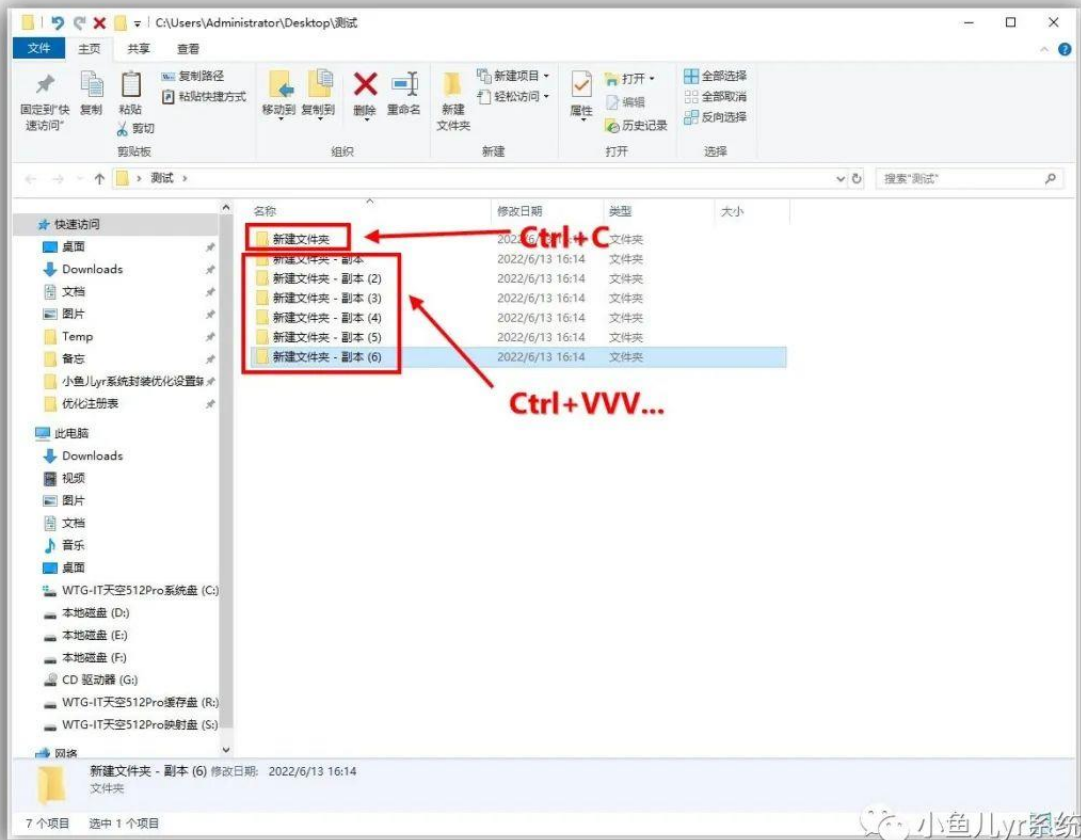 C:\Users\Administrator\Desktop\测试
文件 主页 共享 查看
固定到"快速访问"
复制
粘贴
复制路径
粘贴快捷方式
剪切
剪贴板
移动到 复制到 删除 重命名
组织
新建文件夹
新建项目
轻松访问
新建
属性
打开
编辑
历史记录
打开
全部选择
全部取消
反向选择
选择
测试
搜索"测试"
快速访问
桌面
Downloads
文档
图片
Temp
备忘
小鱼儿yr系统封装优化设置
优化注册表
此电脑
Downloads
视频
图片
文档
音乐
桌面
WTG-IT天空512Pro系统盘 (C:)
本地磁盘 (D:)
本地磁盘 (E:)
本地磁盘 (F:)
CD 驱动器 (G:)
WTG-IT天空512Pro缓存盘 (R:)
WTG-IT天空512Pro映射盘 (S:)
网络
名称 修改日期 类型 大小
新建文件夹 文件夹
新建文件夹 - 副本 2022/6/13 16:14 文件夹
新建文件夹 - 副本 (2) 2022/6/13 16:14 文件夹
新建文件夹 - 副本 (3) 2022/6/13 16:14 文件夹
新建文件夹 - 副本 (4) 2022/6/13 16:14 文件夹
新建文件夹 - 副本 (5) 2022/6/13 16:14 文件夹
新建文件夹 - 副本 (6) 2022/6/13 16:14 文件夹
Ctrl+C
Ctrl+VVV...
新建文件夹 - 副本 (6) 修改日期: 2022/6/13 16:14
文件夹
7 个项目 选中 1 个项目
小鱼儿yr系统